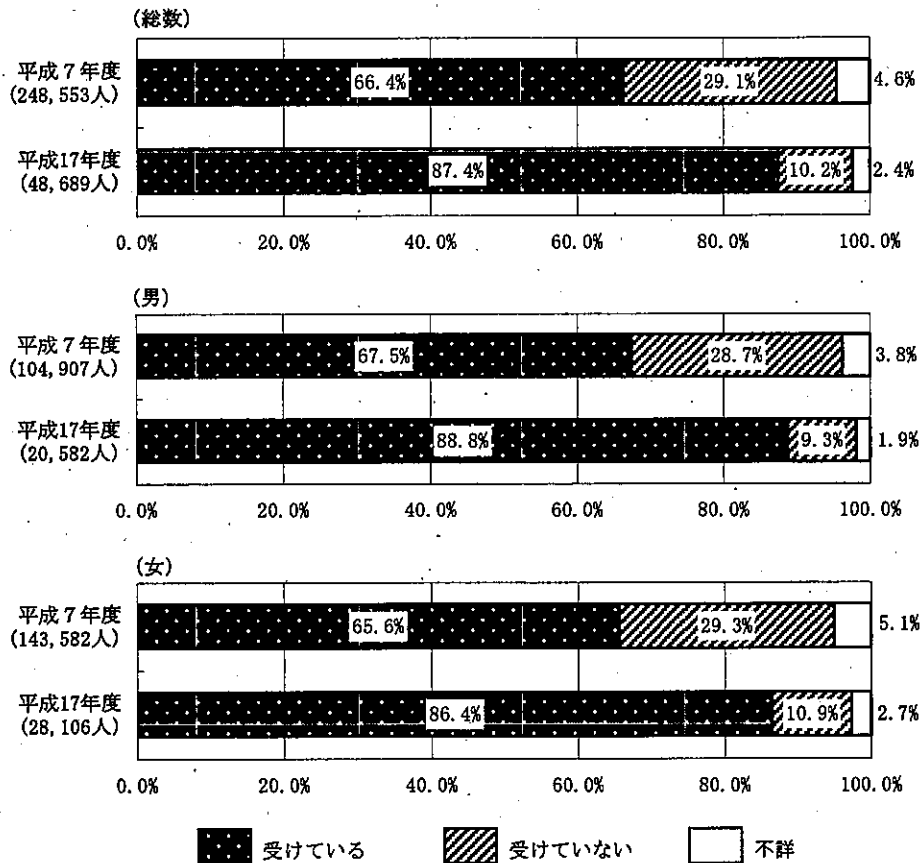 (総数)
平成7年度
(248,553人)
66.4%
29.1%
4.6%
平成17年度
(48,689人)
87.4%
10.2%
2.4%
0.0% 20.0% 40.0% 60.0% 80.0% 100.0%
(男)
平成7年度
(104,907人)
67.5%
28.7%
3.8%
平成17年度
(20,582人)
88.8%
9.3%
1.9%
0.0% 20.0% 40.0% 60.0% 80.0% 100.0%
(女)
平成7年度
(143,582人)
65.6%
29.3%
5.1%
平成17年度
(28,106人)
86.4%
10.9%
2.7%
0.0% 20.0% 40.0% 60.0% 80.0% 100.0%
受けている 受けていない 不詳